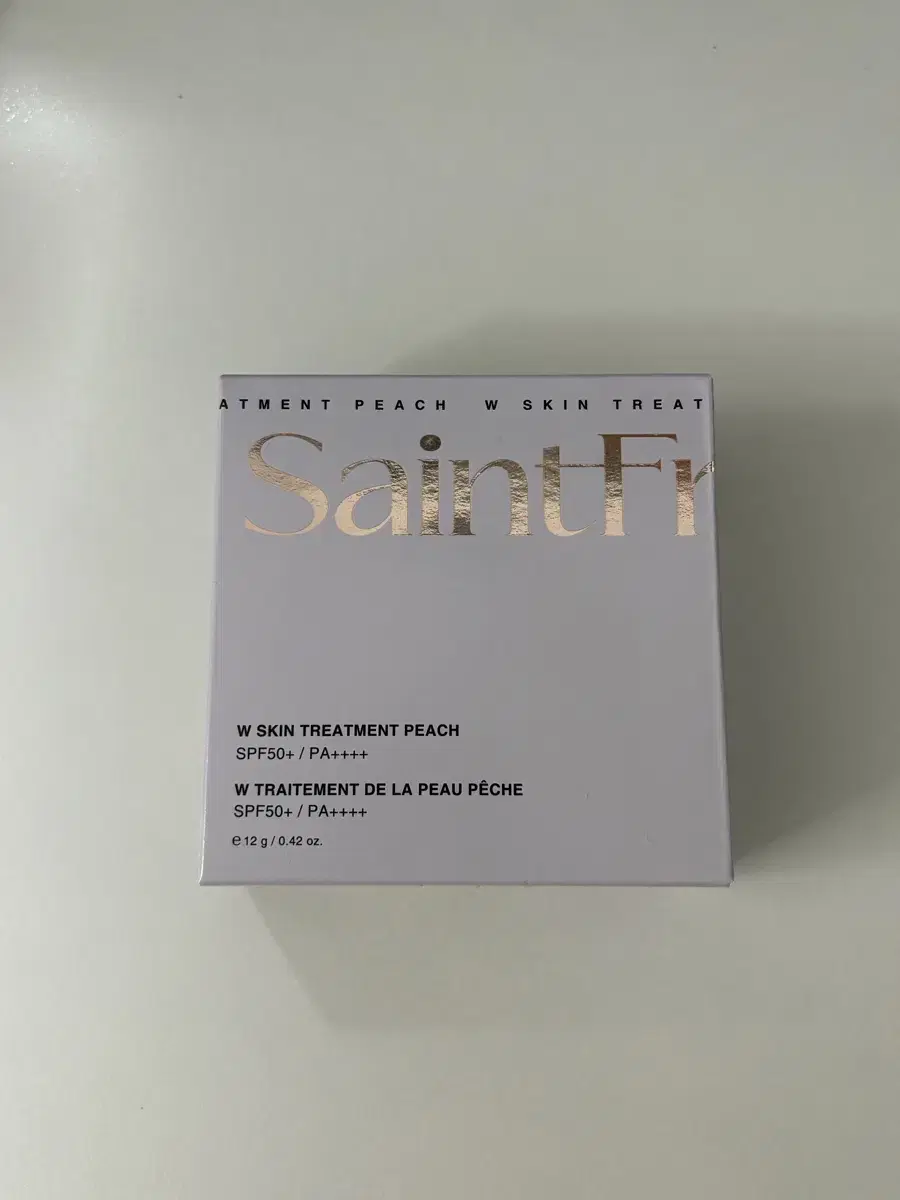 ATMENT PEACH W SKIN TREAT
SaintFr
W SKIN TREATMENT PEACH
SPF50+ / PA++++
W TRAITEMENT DE LA PEAU PÊCHE
SPF50+ / PA++++
℮ 12 g / 0.42 oz.